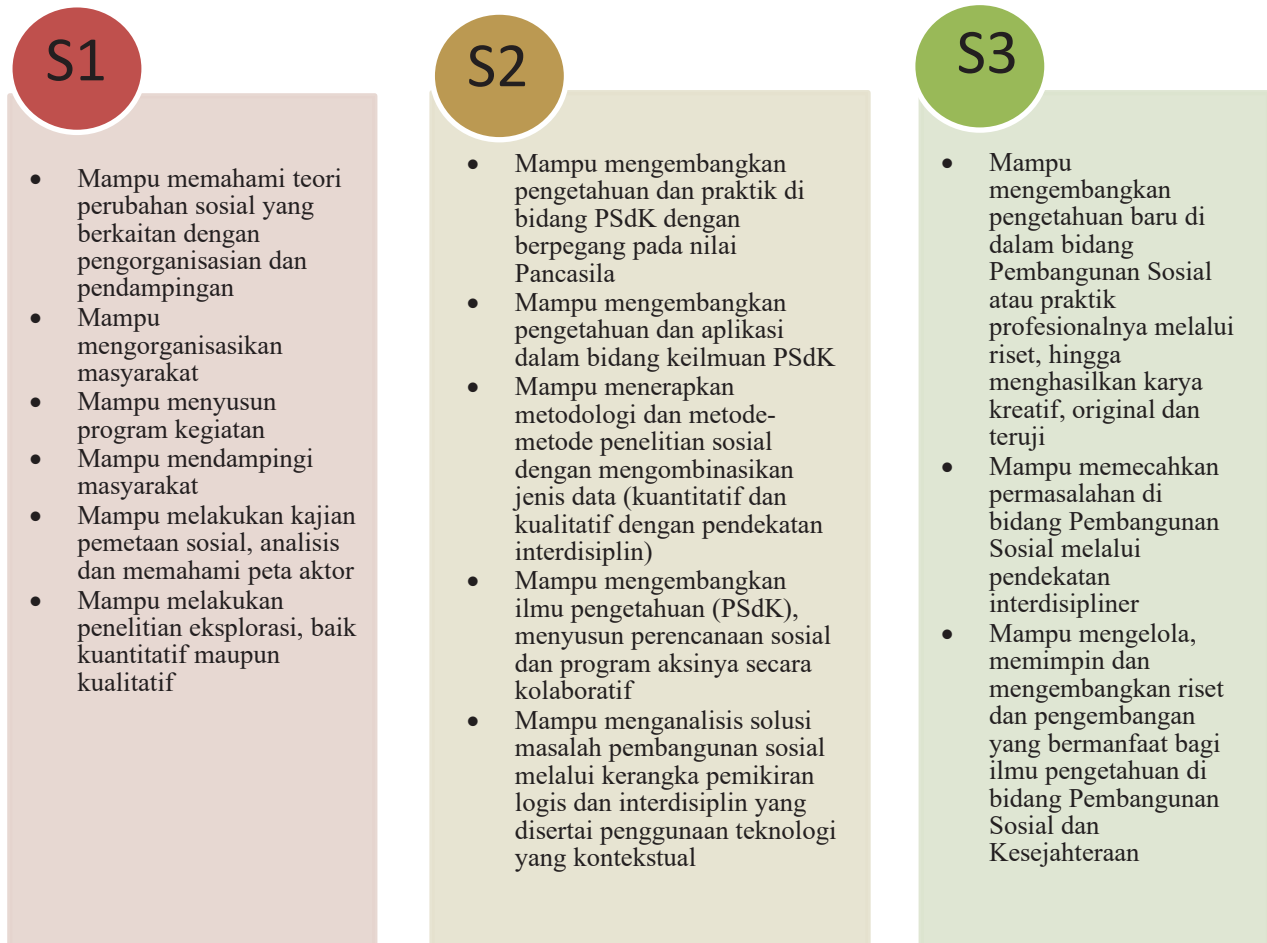 S1
• Mampu memahami teori
perubahan sosial yang
berkaitan dengan
pengorganisasian dan
pendampingan
• Mampu
mengorganisasikan
masyarakat
• Mampu menyusun
program kegiatan
• Mampu mendampingi
masyarakat
• Mampu melakukan kajian
pemetaan sosial, analisis
dan memahami peta aktor
• Mampu melakukan
penelitian eksplorasi, baik
kuantitatif maupun
kualitatif
S2
• Mampu mengembangkan
pengetahuan dan praktik di
bidang PSdK dengan
berpegang pada nilai
Pancasila
• Mampu mengembangkan
pengetahuan dan aplikasi
dalam bidang keilmuan PSdK
• Mampu menerapkan
metodologi dan metode-
metode penelitian sosial
dengan mengombinasikan
jenis data (kuantitatif dan
kualitatif dengan pendekatan
interdisiplin)
• Mampu mengembangkan
ilmu pengetahuan (PSdK),
menyusun perencanaan sosial
dan program aksinya secara
kolaboratif
• Mampu menganalisis solusi
masalah pembangunan sosial
melalui kerangka pemikiran
logis dan interdisiplin yang
disertai penggunaan teknologi
yang kontekstual
S3
• Mampu
mengembangkan
pengetahuan baru di
dalam bidang
Pembangunan Sosial
atau praktik
profesionalnya melalui
riset, hingga
menghasilkan karya
kreatif, original dan
teruji
• Mampu memecahkan
permasalahan di
bidang Pembangunan
Sosial melalui
pendekatan
interdisipliner
• Mampu mengelola,
memimpin dan
mengembangkan riset
dan pengembangan
yang bermanfaat bagi
ilmu pengetahuan di
bidang Pembangunan
Sosial dan
Kesejahteraan